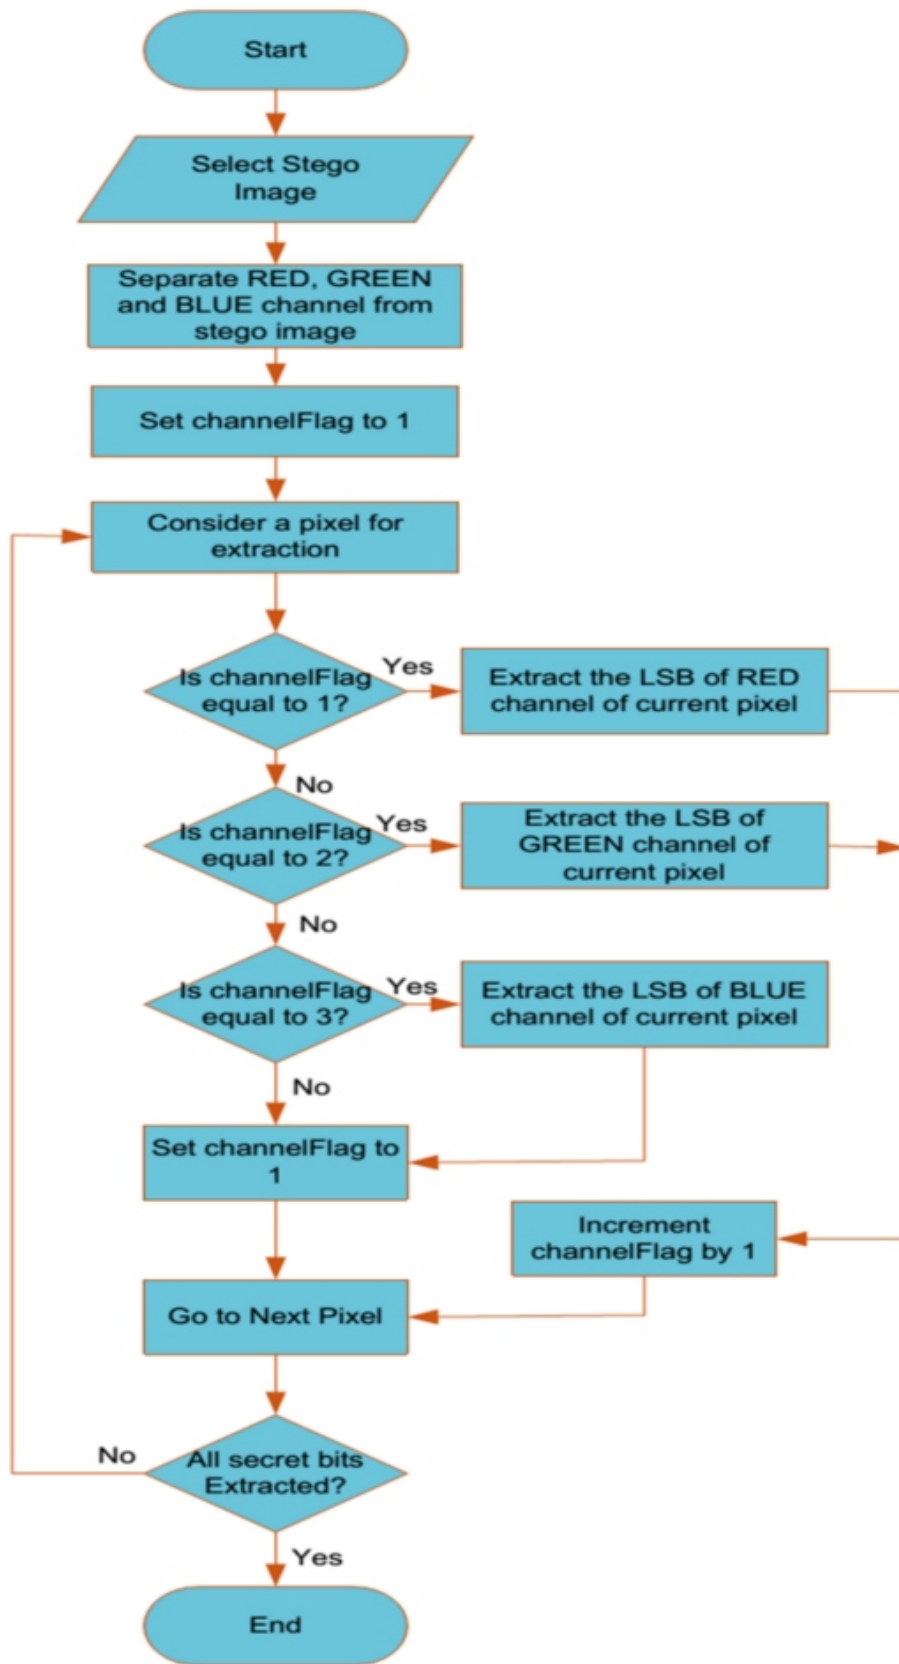 Start
Select Stego
Image
Separate RED, GREEN
and BLUE channel from
stego image
Set channelFlag to 1
Consider a pixel for
extraction
Is channelFlag
equal to 1?
Yes
Extract the LSB of RED
channel of current pixel
No
Is channelFlag
equal to 2?
Yes
Extract the LSB of
GREEN channel of
current pixel
No
Is channelFlag
equal to 3?
Yes
Extract the LSB of BLUE
channel of current pixel
No
Set channelFlag to
1
Increment
channelFlag by 1
Go to Next Pixel
All secret bits
Extracted?
No
Yes
End